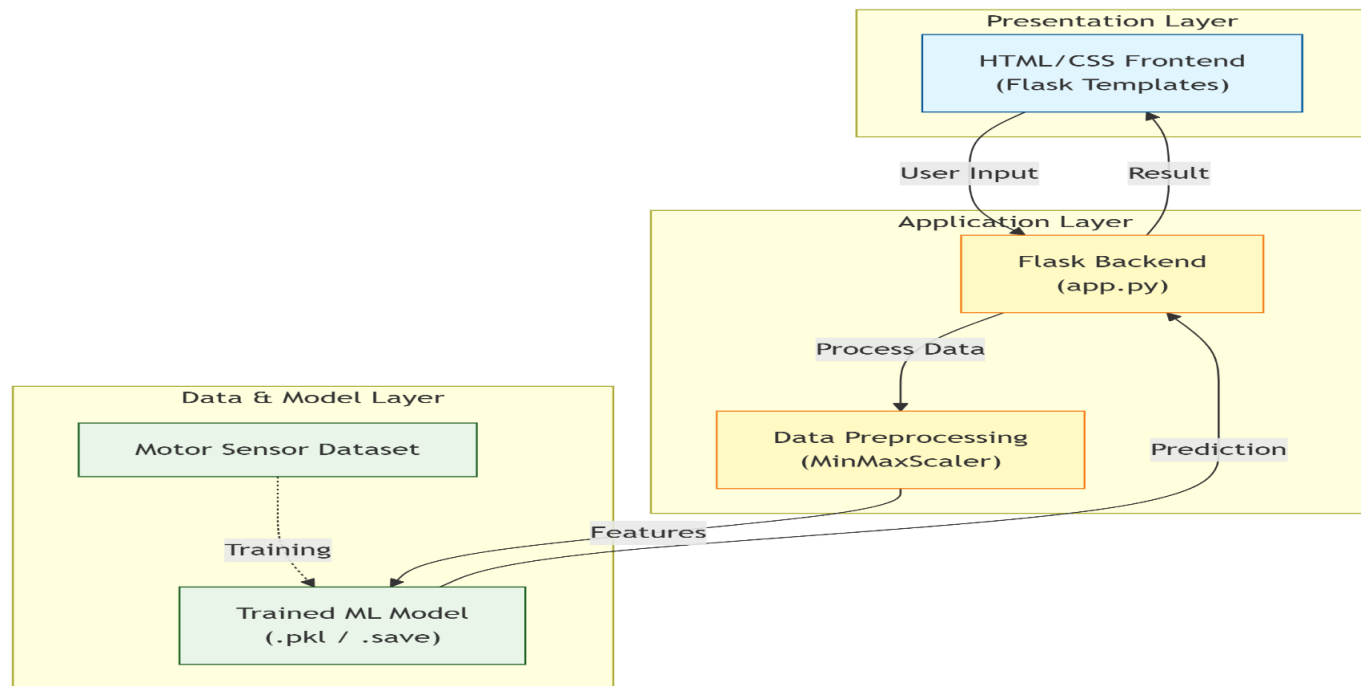 Presentation Layer
HTML/CSS Frontend
(Flask Templates)
User Input
Result
Application Layer
Flask Backend
(app.py)
Process Data
Data & Model Layer
Motor Sensor Dataset
Data Preprocessing
(MinMaxScaler)
Prediction
Features
Training
Trained ML Model
(.pkl / .save)